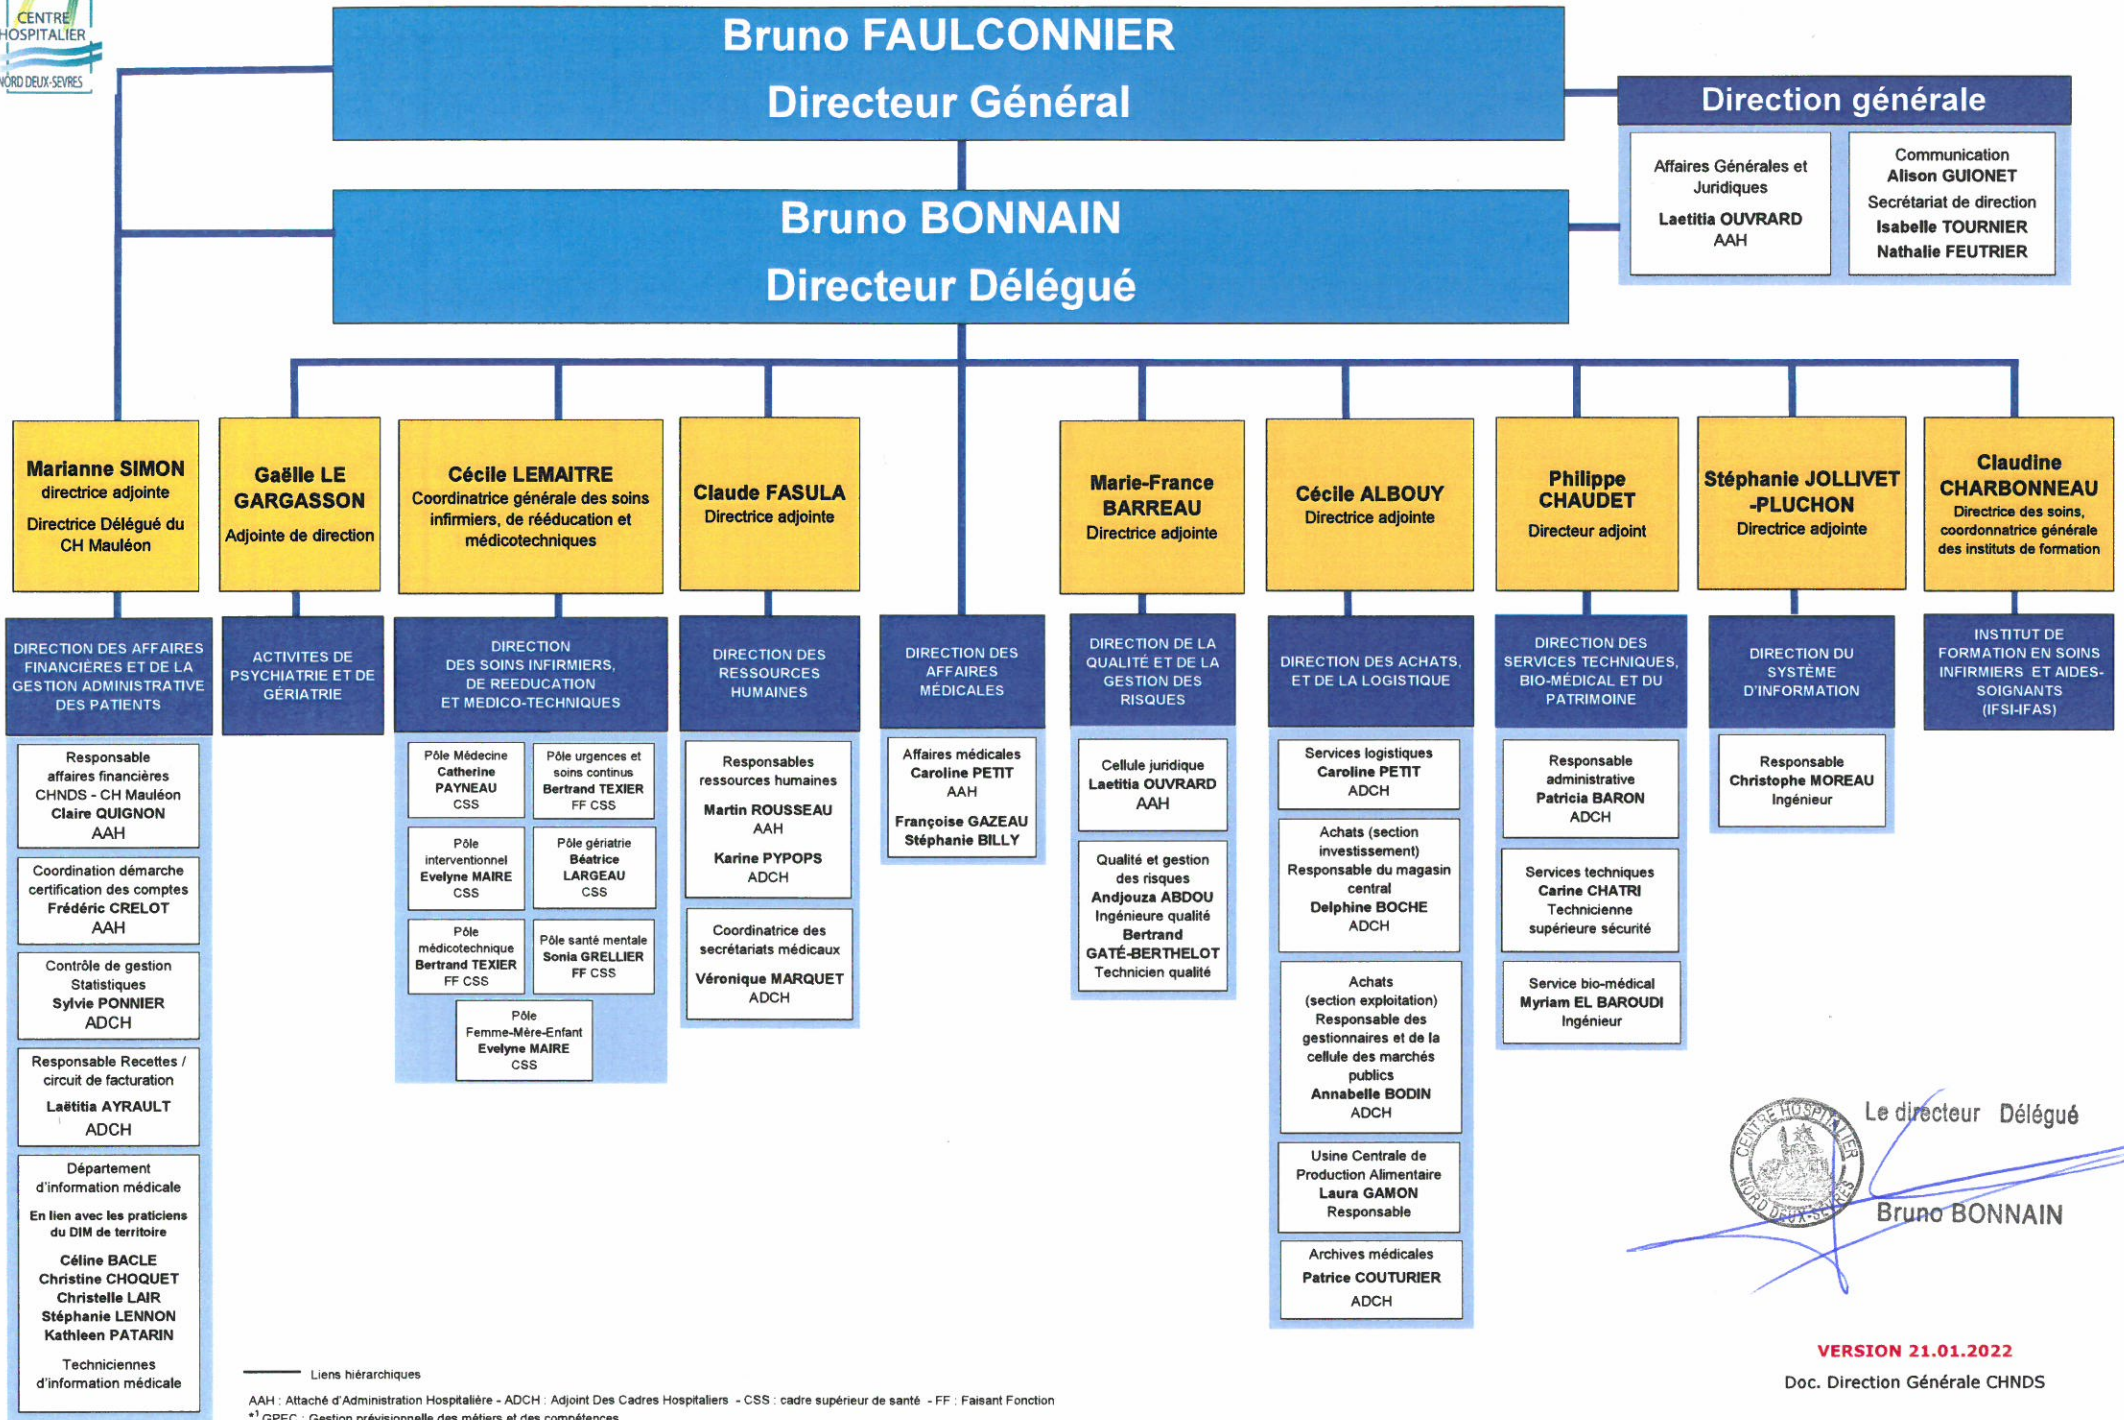 CENTRE
HOSPITALIER
NORD DEUX-SEVRES
Bruno FAULCONNIER
Directeur Général
Bruno BONNAIN
Directeur Délégué
Direction générale
Affaires Générales et
Juridiques
Laetitia OUVRARD
AAH
Communication
Alison GUIONET
Secrétariat de direction
Isabelle TOURNIER
Nathalie FEUTRIER
Marianne SIMON
directrice adjointe
Directrice Délégué du
CH Mauléon
Gaëlle LE
GARGASSON
Adjointe de direction
Cécile LEMAITRE
Coordinatrice générale des soins
infirmiers, de rééducation et
médicotechniques
Claude FASULA
Directrice adjointe
Marie-France
BARREAU
Directrice adjointe
Cécile ALBOUY
Directrice adjointe
Philippe
CHAUDET
Directeur adjoint
Stéphanie JOLLIVET
-PLUCHON
Directrice adjointe
Claudine
CHARBONNEAU
Directrice des soins,
coordonnatrice générale
des instituts de formation
DIRECTION DES AFFAIRES
FINANCIÈRES ET DE LA
GESTION ADMINISTRATIVE
DES PATIENTS
ACTIVITES DE
PSYCHIATRIE ET DE
GÉRIATRIE
DIRECTION
DES SOINS INFIRMIERS,
DE REEDUCATION
ET MEDICO-TECHNIQUES
DIRECTION DES
RESSOURCES
HUMAINES
DIRECTION DES
AFFAIRES
MÉDICALES
DIRECTION DE LA
QUALITÉ ET DE LA
GESTION DES
RISQUES
DIRECTION DES ACHATS,
ET DE LA LOGISTIQUE
DIRECTION DES
SERVICES TECHNIQUES,
BIO-MÉDICAL ET DU
PATRIMOINE
DIRECTION DU
SYSTÈME
D'INFORMATION
INSTITUT DE
FORMATION EN SOINS
INFIRMIERS ET AIDES-
SOIGNANTS
(IFSI-IFAS)
Responsable
affaires financières
CHNDS - CH Mauléon
Claire QUIGNON
AAH
Coordination démarche
certification des comptes
Frédéric CRELOT
AAH
Contrôle de gestion
Statistiques
Sylvie PONNIER
ADCH
Responsable Recettes /
circuit de facturation
Laëtitia AYRAULT
ADCH
Département
d'information médicale
En lien avec les praticiens
du DIM de territoire
Céline BACLE
Christine CHOQUET
Christelle LAIR
Stéphanie LENNON
Kathleen PATARIN
Techniciennes
d'information médicale
Pôle Médecine
Catherine
PAYNEAU
CSS
Pôle urgences et
soins continus
Bertrand TEXIER
FF CSS
Pôle
interventionnel
Evelyne MAIRE
CSS
Pôle gériatrie
Béatrice
LARGEAU
CSS
Pôle
médicotechnique
Bertrand TEXIER
FF CSS
Pôle santé mentale
Sonia GRELLIER
FF CSS
Pôle
Femme-Mère-Enfant
Evelyne MAIRE
CSS
Responsables
ressources humaines
Martin ROUSSEAU
AAH
Karine PYPOPS
ADCH
Coordinatrice des
secrétariats médicaux
Véronique MARQUET
ADCH
Affaires médicales
Caroline PETIT
AAH
Françoise GAZEAU
Stéphanie BILLY
Cellule juridique
Laetitia OUVRARD
AAH
Qualité et gestion
des risques
Andjouza ABDOU
Ingénieure qualité
Bertrand
GATÉ-BERTHELOT
Technicien qualité
Services logistiques
Caroline PETIT
ADCH
Achats (section
investissement)
Responsable du magasin
central
Delphine BOCHE
ADCH
Achats
(section exploitation)
Responsable des
gestionnaires et de la
cellule des marchés
publics
Annabelle BODIN
ADCH
Usine Centrale de
Production Alimentaire
Laura GAMON
Responsable
Archives médicales
Patrice COUTURIER
ADCH
Responsable
administrative
Patricia BARON
ADCH
Services techniques
Carine CHATRI
Technicienne
supérieure sécurité
Service bio-médical
Myriam EL BAROUDI
Ingénieur
Responsable
Christophe MOREAU
Ingénieur
CENTRE HOSPITALIER
NORD DEUX-SEVRES
Le directeur Délégué
Bruno BONNAIN
VERSION 21.01.2022
Doc. Direction Générale CHNDS
Liens hiérarchiques
AAH : Attaché d'Administration Hospitalière - ADCH : Adjoint Des Cadres Hospitaliers - CSS : cadre supérieur de santé - FF : Faisant Fonction
*¹ GPEC : Gestion prévisionnelle des métiers et des compétences